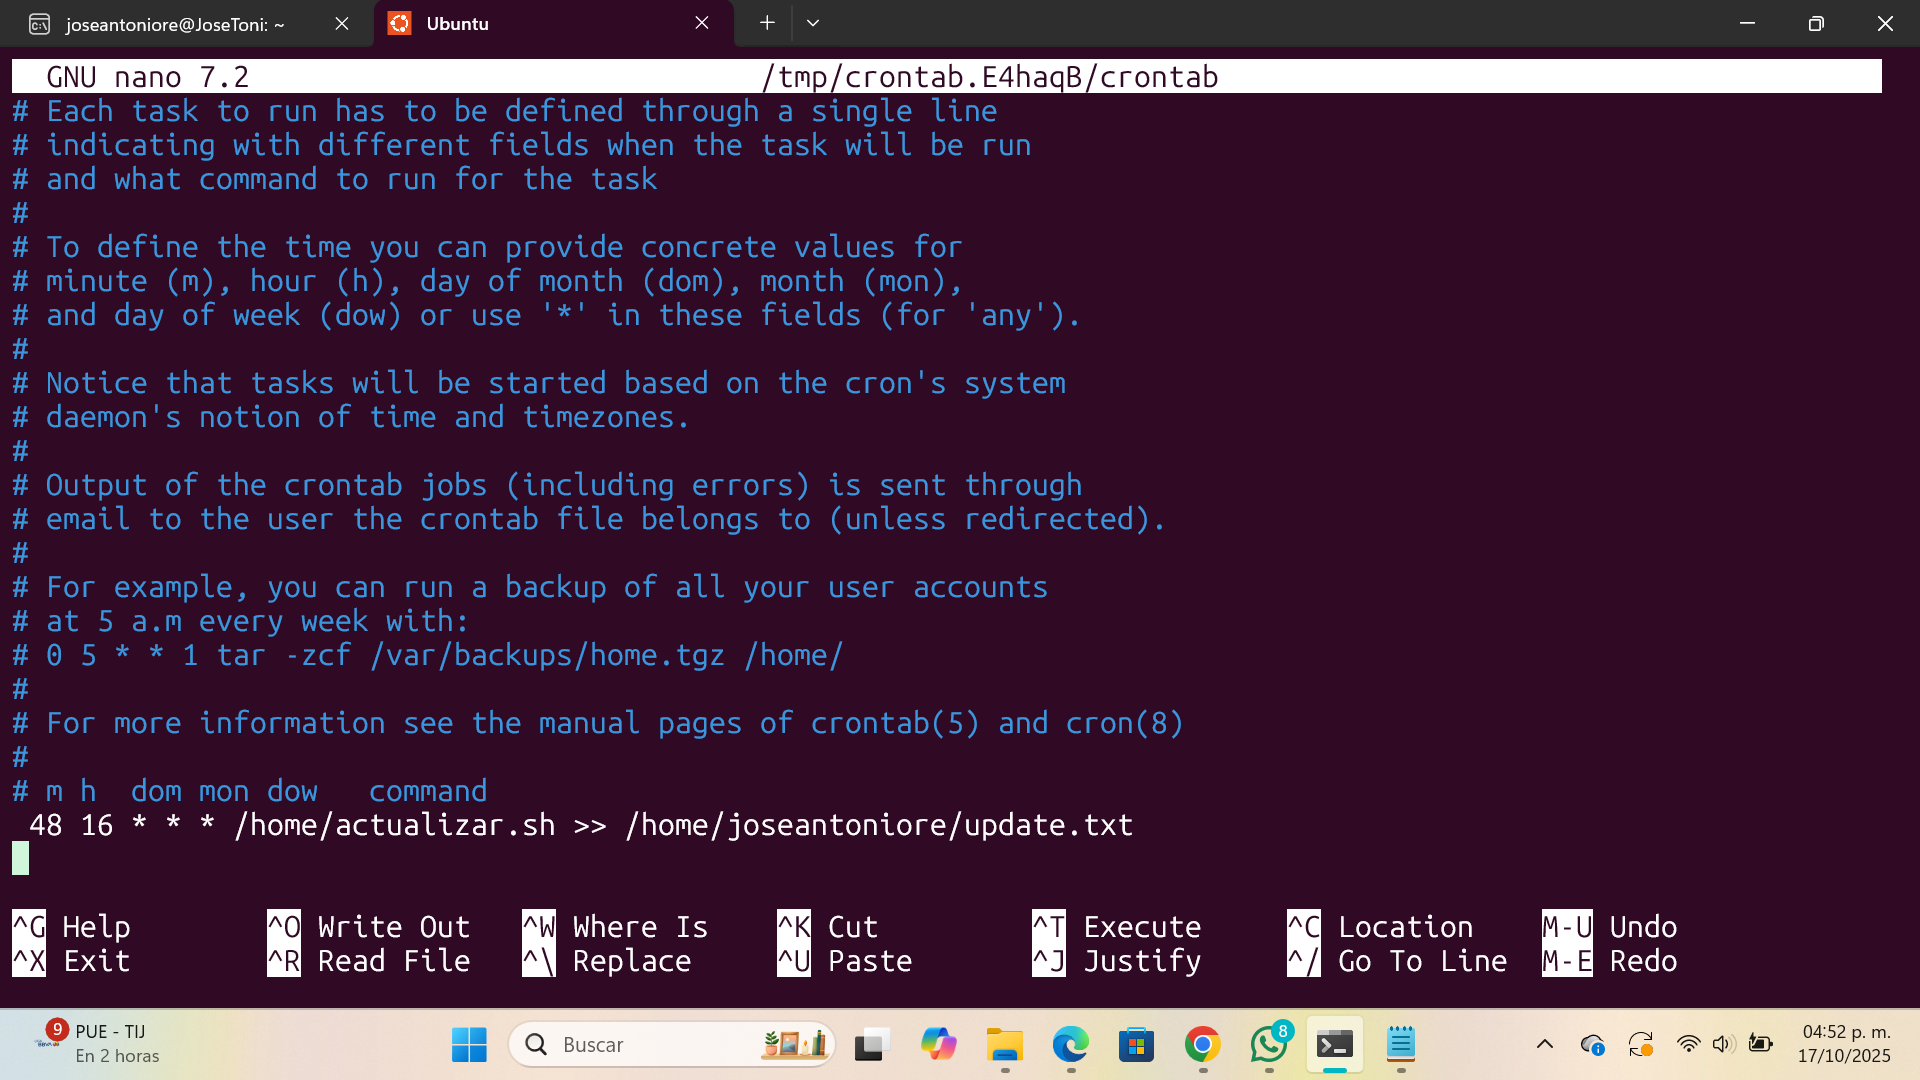 joseantoniore@JoseToni: ~
Ubuntu
GNU nano 7.2 /tmp/crontab.E4haqB/crontab
# Each task to run has to be defined through a single line
# indicating with different fields when the task will be run
# and what command to run for the task
#
# To define the time you can provide concrete values for
# minute (m), hour (h), day of month (dom), month (mon),
# and day of week (dow) or use '*' in these fields (for 'any').
#
# Notice that tasks will be started based on the cron's system
# daemon's notion of time and timezones.
#
# Output of the crontab jobs (including errors) is sent through
# email to the user the crontab file belongs to (unless redirected).
#
# For example, you can run a backup of all your user accounts
# at 5 a.m every week with:
# 0 5 * * 1 tar -zcf /var/backups/home.tgz /home/
#
# For more information see the manual pages of crontab(5) and cron(8)
#
# m h  dom mon dow   command
48 16 * * * /home/actualizar.sh >> /home/joseantoniore/update.txt
^G Help ^O Write Out ^W Where Is ^K Cut ^T Execute ^C Location M-U Undo
^X Exit ^R Read File ^\ Replace ^U Paste ^J Justify ^/ Go To Line M-E Redo
9 PUE - TIJ
En 2 horas
Buscar
8
04:52 p. m.
17/10/2025